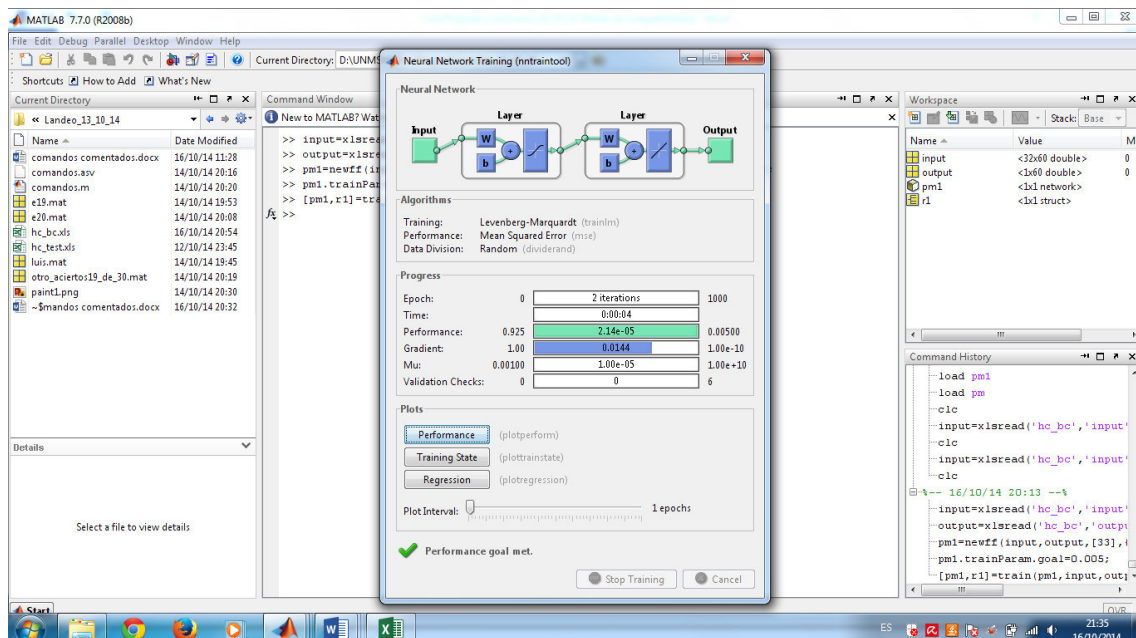 MATLAB 7.7.0 (R2008b)
File Edit Debug Parallel Desktop Window Help
Current Directory: D:\UNMS
Shortcuts How to Add What's New
Current Directory
« Landeo_13_10_14
Name Date Modified
comandos comentados.docx 16/10/14 11:28
comandos.asv 14/10/14 20:16
comandos.m 14/10/14 20:20
e19.mat 14/10/14 19:53
e20.mat 14/10/14 20:08
hc_bc.xls 16/10/14 20:54
hc_test.xls 12/10/14 23:45
luis.mat 14/10/14 19:45
otro_aciertos19_de_30.mat 14/10/14 20:19
paint1.png 14/10/14 20:30
~$mandos comentados.docx 16/10/14 20:32
Details
Select a file to view details
Start
Command Window
New to MATLAB? Wat
>> input=xlsrea
>> output=xlsre
>> pm1=newff(in
>> pm1.trainPar
>> [pm1,r1]=tra
fx >>
Neural Network Training (nntraintool)
Neural Network
Layer Layer
Input Output
W W
b b
+ +
Algorithms
Training: Levenberg-Marquardt (trainlm)
Performance: Mean Squared Error (mse)
Data Division: Random (dividerand)
Progress
Epoch: 0 2 iterations 1000
Time: 0:00:04
Performance: 0.925 2.14e-05 0.00500
Gradient: 1.00 0.0144 1.00e-10
Mu: 0.00100 1.00e-05 1.00e+10
Validation Checks: 0 0 6
Plots
Performance (plotperform)
Training State (plottrainstate)
Regression (plotregression)
Plot Interval: 1 epochs
Performance goal met.
Stop Training Cancel
Workspace
Stack: Base
Name Value M
input <32x60 double> 0
output <1x60 double> 0
pm1 <1x1 network>
r1 <1x1 struct>
Command History
load pm1
load pm
clc
input=xlsread('hc_bc','input'
clc
input=xlsread('hc_bc','input'
clc
%-- 16/10/14 20:13 --%
input=xlsread('hc_bc','input'
output=xlsread('hc_bc','outpu
pm1=newff(input,output,[33],{
pm1.trainParam.goal=0.005;
[pm1,r1]=train(pm1,input,outp
OVR
ES
21:35
16/10/2014